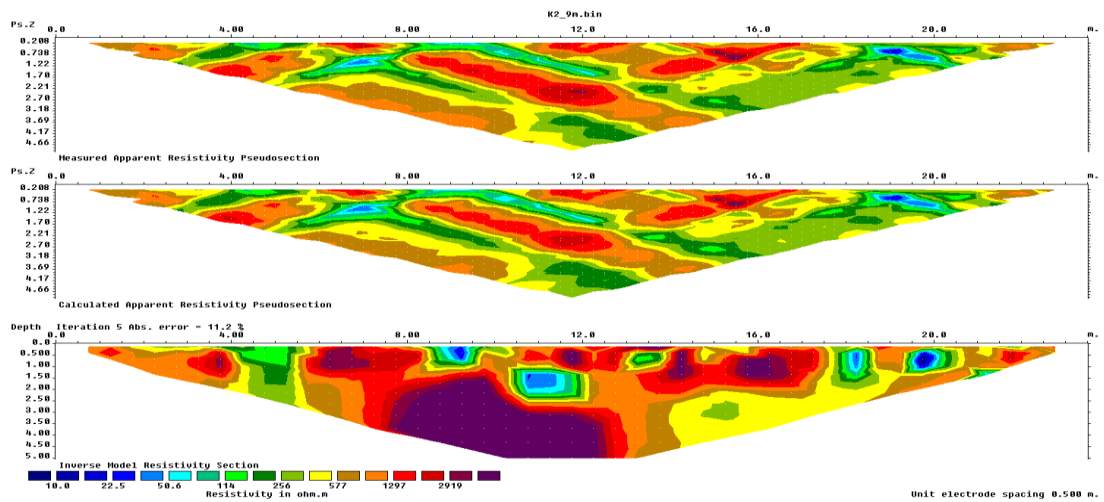 K2_9m.bin
Ps.Z 0.0 4.00 8.00 12.0 16.0 20.0 m.
0.208
0.738
1.22
1.70
2.21
2.70
3.18
3.69
4.17
4.66
Measured Apparent Resistivity Pseudosection
Ps.Z 0.0 4.00 8.00 12.0 16.0 20.0 m.
0.208
0.738
1.22
1.70
2.21
2.70
3.18
3.69
4.17
4.66
Calculated Apparent Resistivity Pseudosection
Depth Iteration 5 Abs. error = 11.2 %
0.0 4.00 8.00 12.0 16.0 20.0 m.
0.0
0.500
1.00
1.50
2.00
2.50
3.00
3.50
4.00
4.50
5.00
Inverse Model Resistivity Section
10.0 22.5 50.6 114 256 577 1297 2919
Resistivity in ohm.m
Unit electrode spacing 0.500 m.